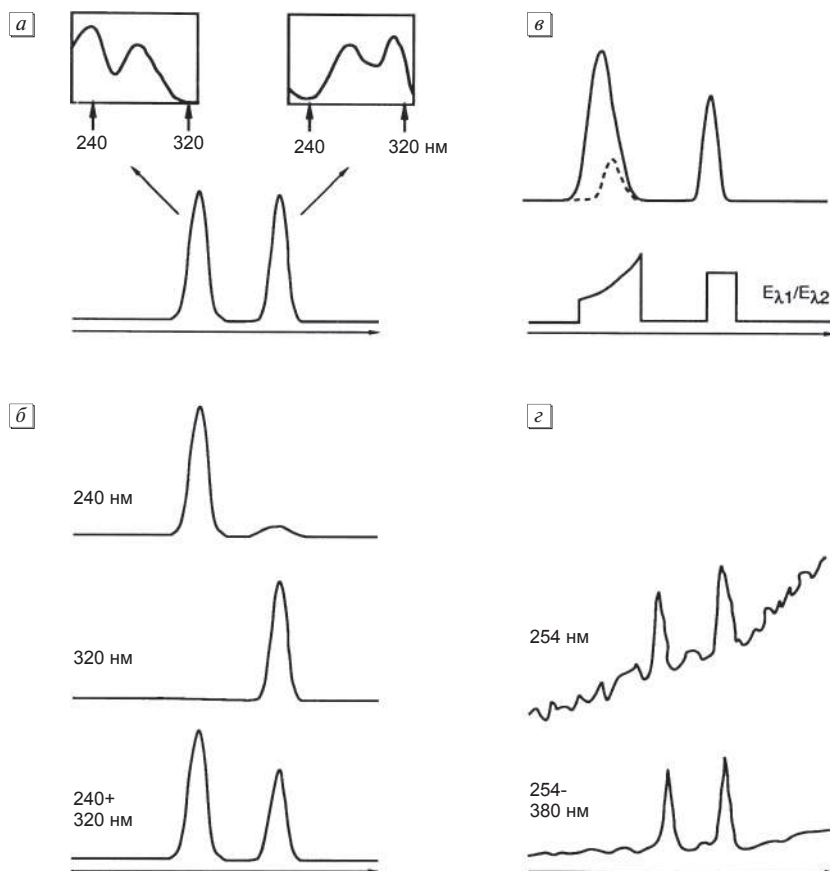 а
240
320
240
320 нм
в
Eλ1/Eλ2
б
240 нм
320 нм
240+
320 нм
г
254 нм
254-
380 нм